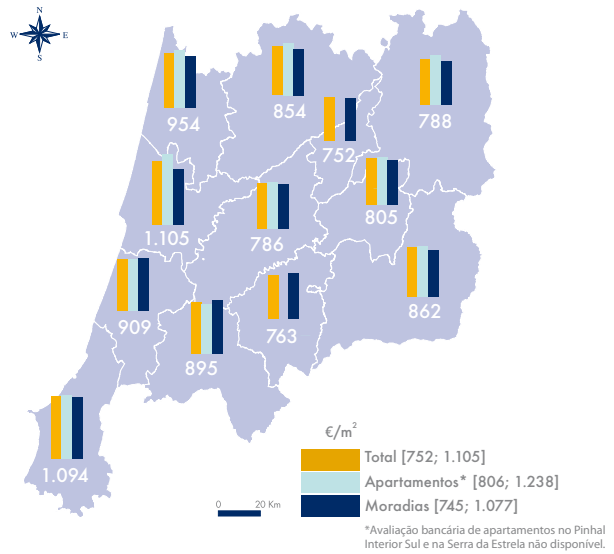 N
W E
S
954
854
752
788
1.105
786
805
909
895
763
862
1.094
€/m²
Total [752; 1.105]
Apartamentos* [806; 1.238]
Moradias [745; 1.077]
0 20 Km
*Avaliação bancária de apartamentos no Pinhal
Interior Sul e na Serra da Estrela não disponível.